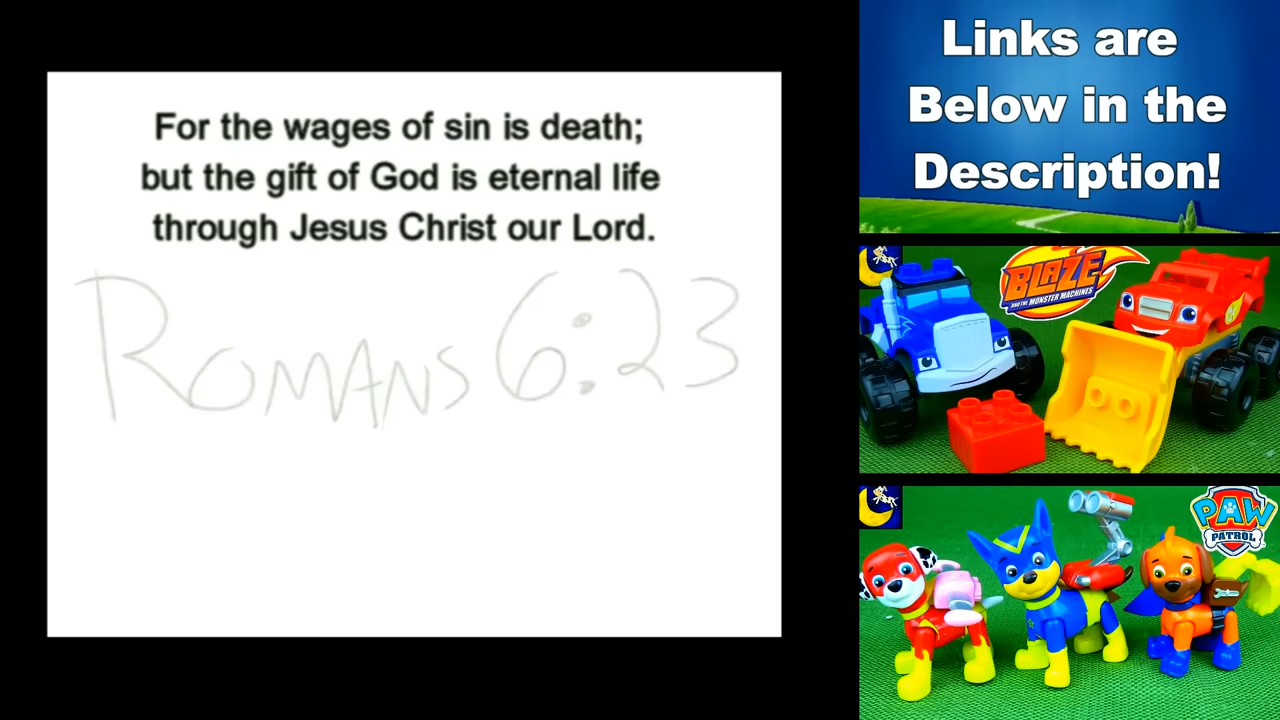 For the wages of sin is death;
but the gift of God is eternal life
through Jesus Christ our Lord.
ROMANS 6:23
Links are
Below in the
Description!
BLAZE
AND THE MONSTER MACHINES
PAW
PATROL